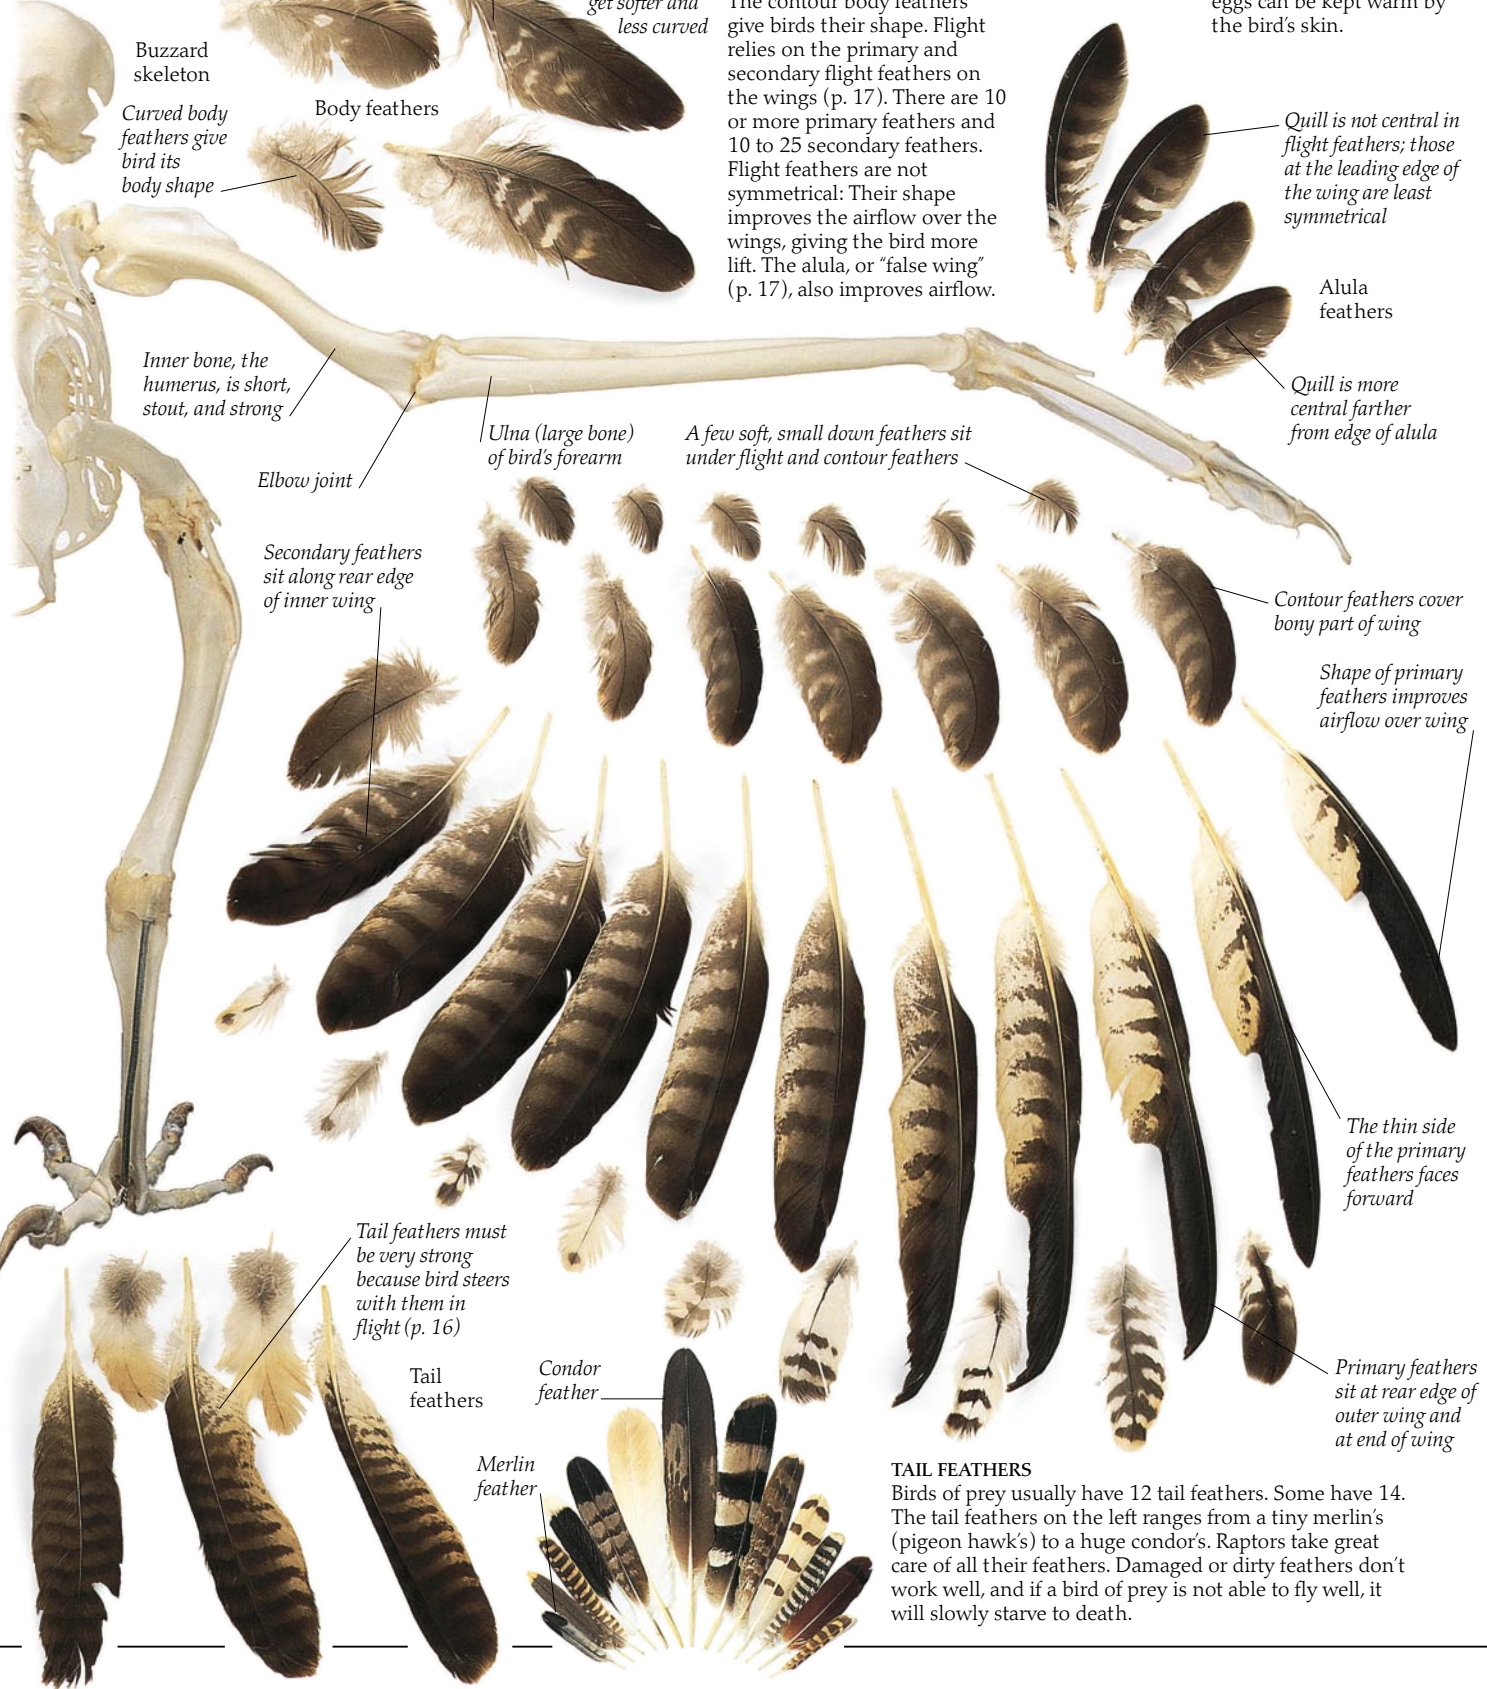 get softer and
less curved
The contour body feathers
give birds their shape. Flight
relies on the primary and
secondary flight feathers on
the wings (p. 17). There are 10
or more primary feathers and
10 to 25 secondary feathers.
Flight feathers are not
symmetrical: Their shape
improves the airflow over the
wings, giving the bird more
lift. The alula, or “false wing”
(p. 17), also improves airflow.
eggs can be kept warm by
the bird’s skin.
Buzzard
skeleton
Curved body
feathers give
bird its
body shape
Body feathers
Quill is not central in
flight feathers; those
at the leading edge of
the wing are least
symmetrical
Alula
feathers
Quill is more
central farther
from edge of alula
Inner bone, the
humerus, is short,
stout, and strong
Elbow joint
Ulna (large bone)
of bird’s forearm
A few soft, small down feathers sit
under flight and contour feathers
Secondary feathers
sit along rear edge
of inner wing
Contour feathers cover
bony part of wing
Shape of primary
feathers improves
airflow over wing
The thin side
of the primary
feathers faces
forward
Tail feathers must
be very strong
because bird steers
with them in
flight (p. 16)
Tail
feathers
Condor
feather
Merlin
feather
Primary feathers
sit at rear edge of
outer wing and
at end of wing
TAIL FEATHERS
Birds of prey usually have 12 tail feathers. Some have 14.
The tail feathers on the left ranges from a tiny merlin’s
(pigeon hawk’s) to a huge condor’s. Raptors take great
care of all their feathers. Damaged or dirty feathers don’t
work well, and if a bird of prey is not able to fly well, it
will slowly starve to death.